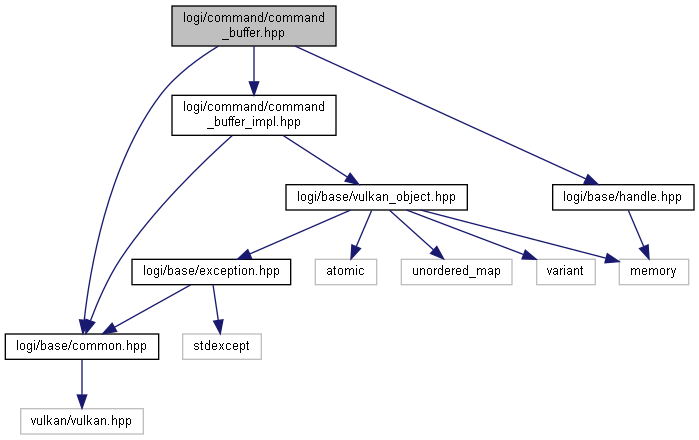 logi/command/command
_buffer.hpp
logi/command/command
_buffer_impl.hpp
logi/base/vulkan_object.hpp
logi/base/handle.hpp
logi/base/exception.hpp
atomic
unordered_map
variant
memory
logi/base/common.hpp
stdexcept
vulkan/vulkan.hpp